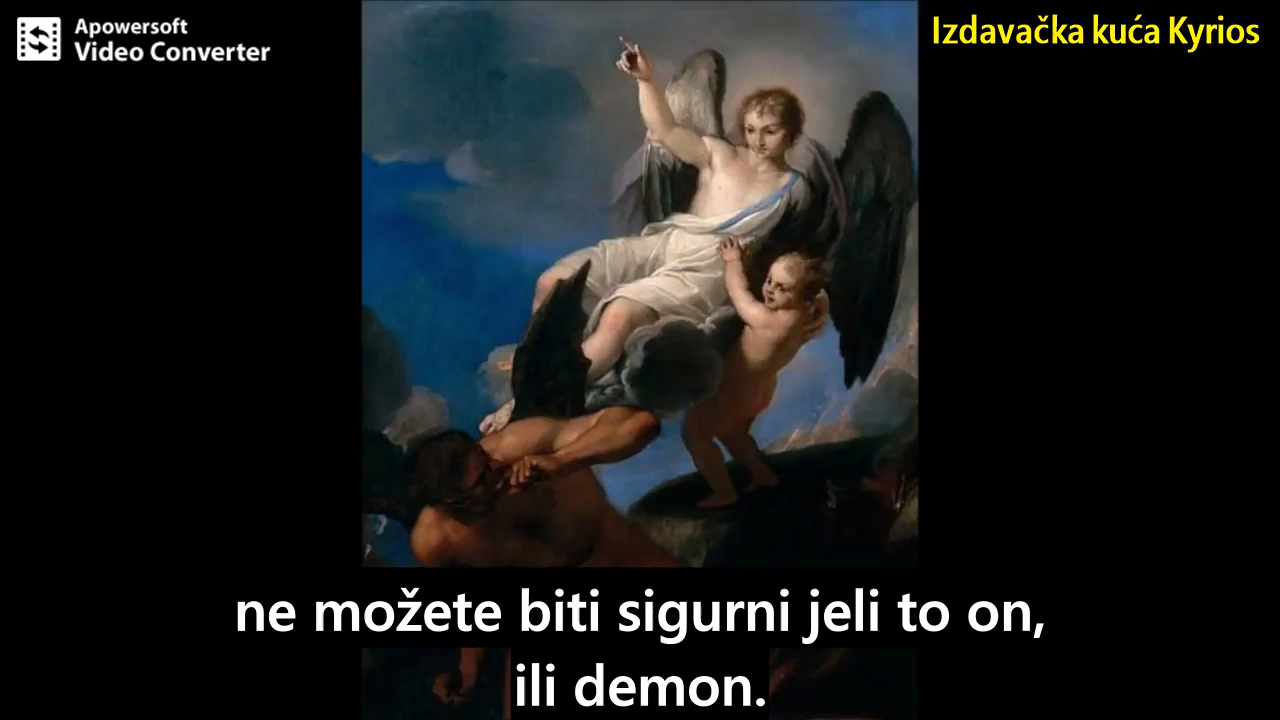 Apowersoft
Video Converter
Izdavačka kuća Kyrios
ne možete biti sigurni jeli to on,
ili demon.